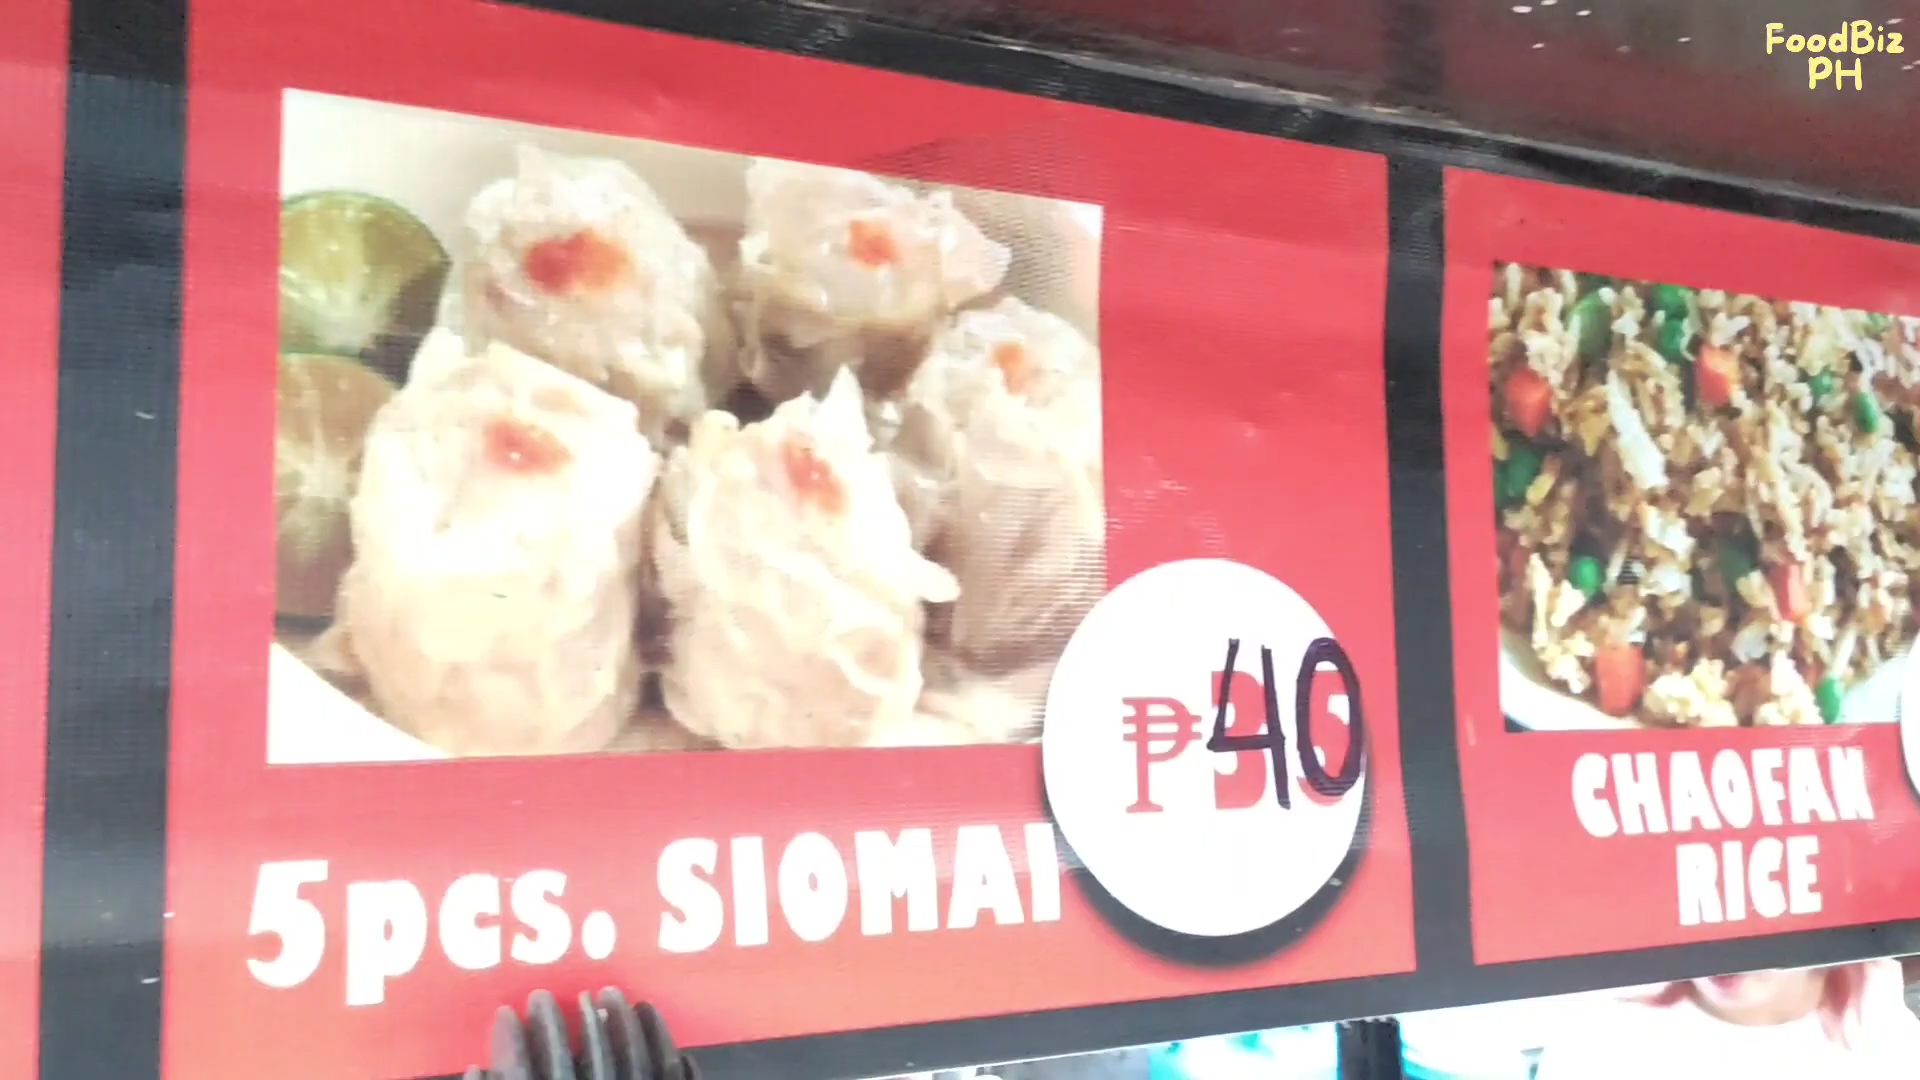 FoodBiz
PH
₱40
5pcs. SIOMAI
CHAOFAN
RICE